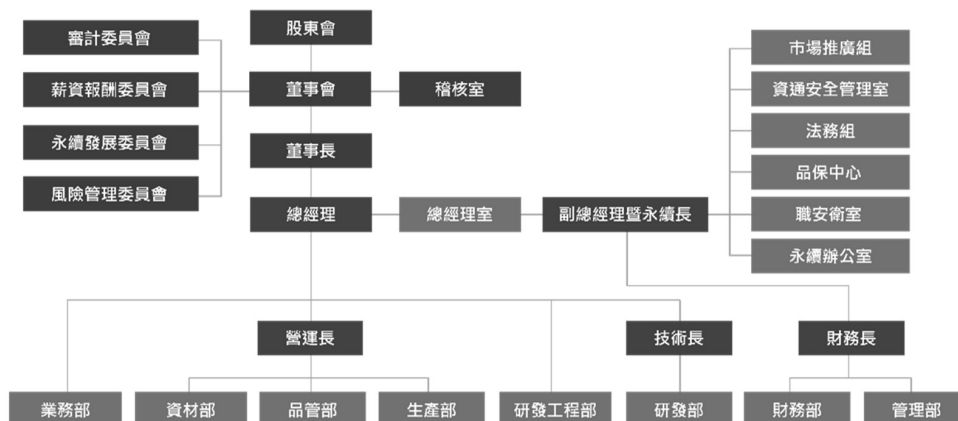 股東會
審計委員會
薪資報酬委員會
永續發展委員會
風險管理委員會
董事會
稽核室
董事長
總經理
總經理室
副總經理暨永續長
市場推廣組
資通安全管理室
法務組
品保中心
職安衛室
永續辦公室
營運長
技術長
財務長
業務部
資材部
品管部
生產部
研發工程部
研發部
財務部
管理部